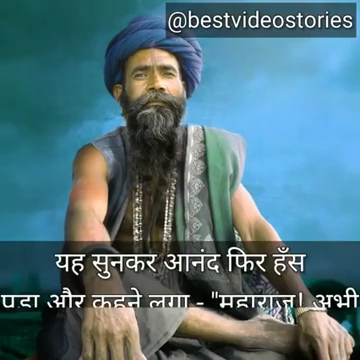 @bestvideostories
यह सुनकर आनंद फिर हँस
पड़ा और कहने लगा - "महाराज! अभी